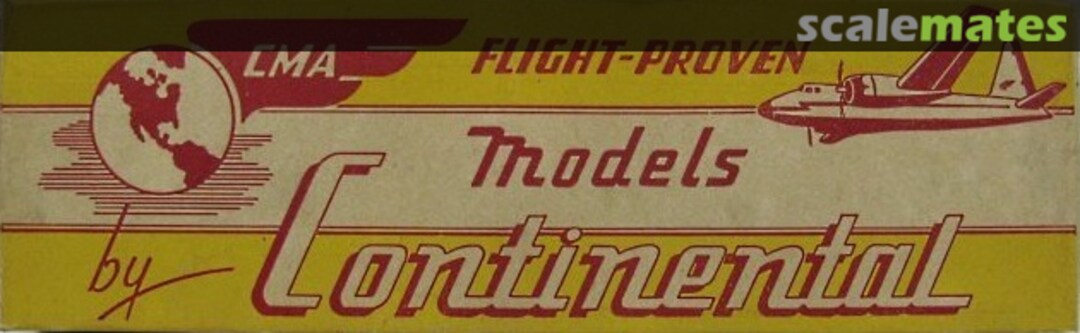 scalemates
CMA
FLIGHT-PROVEN
Models
by Continental